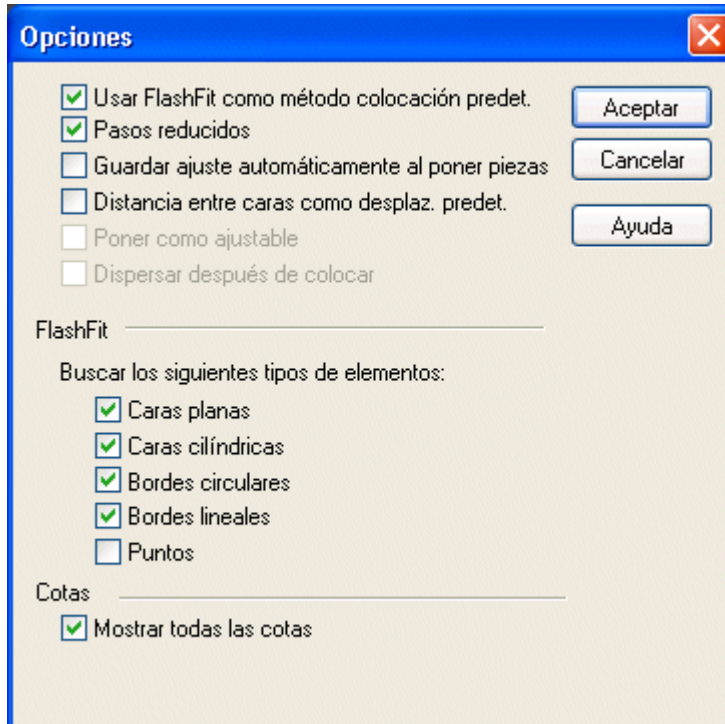 Opciones
Usar FlashFit como método colocación predet.
Pasos reducidos
Guardar ajuste automáticamente al poner piezas
Distancia entre caras como desplaz. predet.
Poner como ajustable
Dispersar después de colocar
Aceptar
Cancelar
Ayuda
FlashFit
Buscar los siguientes tipos de elementos:
Caras planas
Caras cilíndricas
Bordes circulares
Bordes lineales
Puntos
Cotas
Mostrar todas las cotas